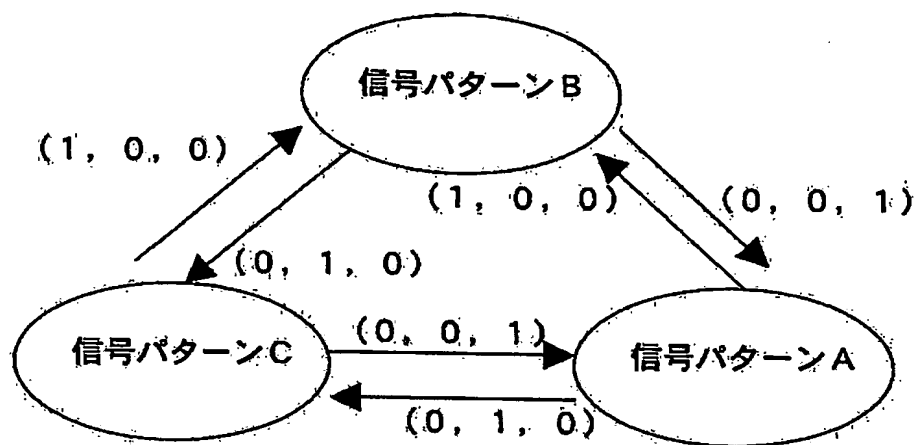 信号パターンB
(1, 0, 0)
(1, 0, 0)
(0, 0, 1)
(0, 1, 0)
信号パターンC
(0, 0, 1)
信号パターンA
(0, 1, 0)